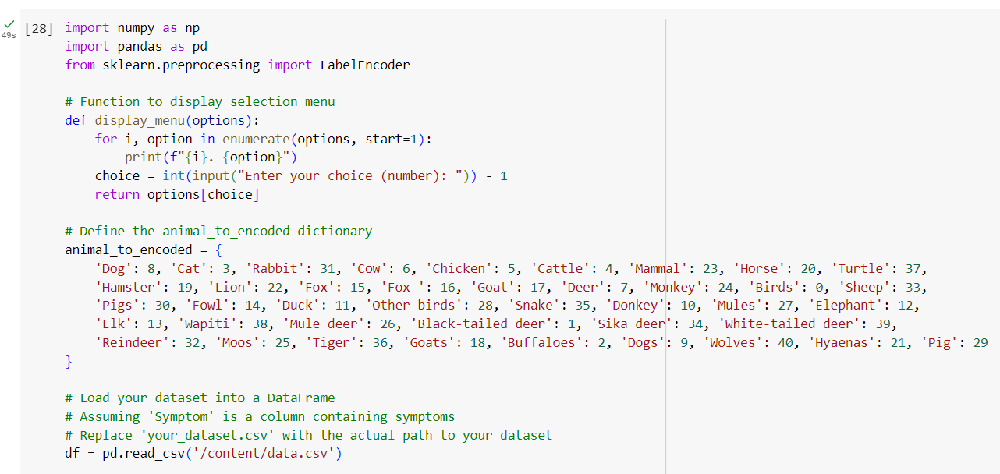 [28] import numpy as np
49s
import pandas as pd
from sklearn.preprocessing import LabelEncoder

# Function to display selection menu
def display_menu(options):
    for i, option in enumerate(options, start=1):
        print(f"{i}. {option}")
    choice = int(input("Enter your choice (number): ")) - 1
    return options[choice]

# Define the animal_to_encoded dictionary
animal_to_encoded = {
    'Dog': 8, 'Cat': 3, 'Rabbit': 31, 'Cow': 6, 'Chicken': 5, 'Cattle': 4, 'Mammal': 23, 'Horse': 20, 'Turtle': 37,
    'Hamster': 19, 'Lion': 22, 'Fox': 15, 'Fox ': 16, 'Goat': 17, 'Deer': 7, 'Monkey': 24, 'Birds': 0, 'Sheep': 33,
    'Pigs': 30, 'Fowl': 14, 'Duck': 11, 'Other birds': 28, 'Snake': 35, 'Donkey': 10, 'Mules': 27, 'Elephant': 12,
    'Elk': 13, 'Wapiti': 38, 'Mule deer': 26, 'Black-tailed deer': 1, 'Sika deer': 34, 'White-tailed deer': 39,
    'Reindeer': 32, 'Moos': 25, 'Tiger': 36, 'Goats': 18, 'Buffaloes': 2, 'Dogs': 9, 'Wolves': 40, 'Hyaenas': 21, 'Pig': 29
}

# Load your dataset into a DataFrame
# Assuming 'Symptom' is a column containing symptoms
# Replace 'your_dataset.csv' with the actual path to your dataset
df = pd.read_csv('/content/data.csv')